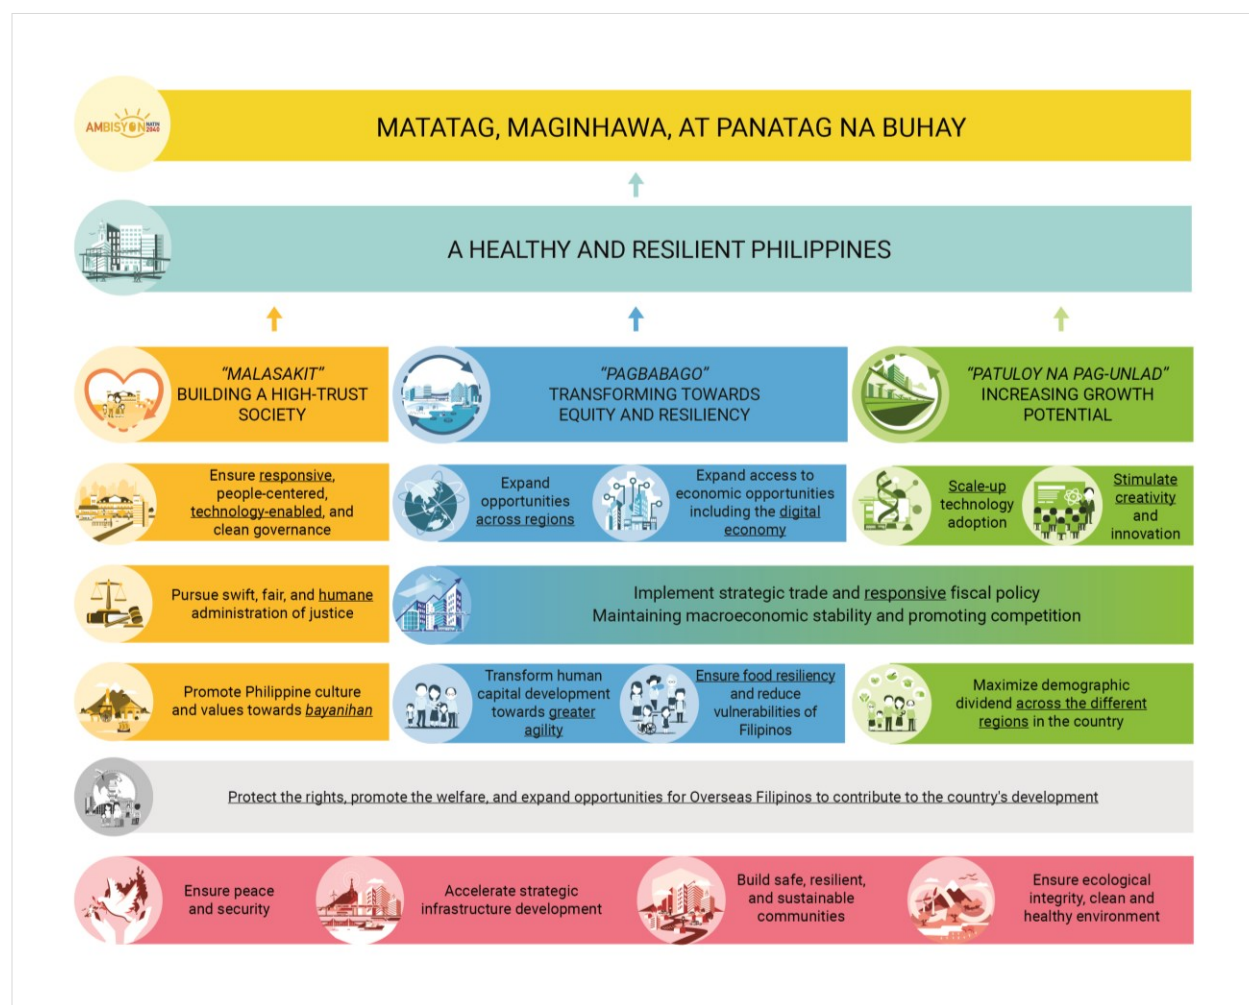 AMBISYON NATIN 2040
MATATAG, MAGINHAWA, AT PANATAG NA BUHAY
A HEALTHY AND RESILIENT PHILIPPINES
"MALASAKIT"
BUILDING A HIGH-TRUST
SOCIETY
"PAGBABAGO"
TRANSFORMING TOWARDS
EQUITY AND RESILIENCY
"PATULOY NA PAG-UNLAD"
INCREASING GROWTH
POTENTIAL
Ensure responsive,
people-centered,
technology-enabled, and
clean governance
Expand
opportunities
across regions
Expand access to
economic opportunities
including the digital
economy
Scale-up
technology
adoption
Stimulate
creativity and
innovation
Pursue swift, fair, and humane
administration of justice
Implement strategic trade and responsive fiscal policy
Maintaining macroeconomic stability and promoting competition
Promote Philippine culture
and values towards bayanihan
Transform human
capital development
towards greater
agility
Ensure food resiliency
and reduce
vulnerabilities of
Filipinos
Maximize demographic
dividend across the different
regions in the country
Protect the rights, promote the welfare, and expand opportunities for Overseas Filipinos to contribute to the country's development
Ensure peace
and security
Accelerate strategic
infrastructure development
Build safe, resilient,
and sustainable
communities
Ensure ecological
integrity, clean and
healthy environment